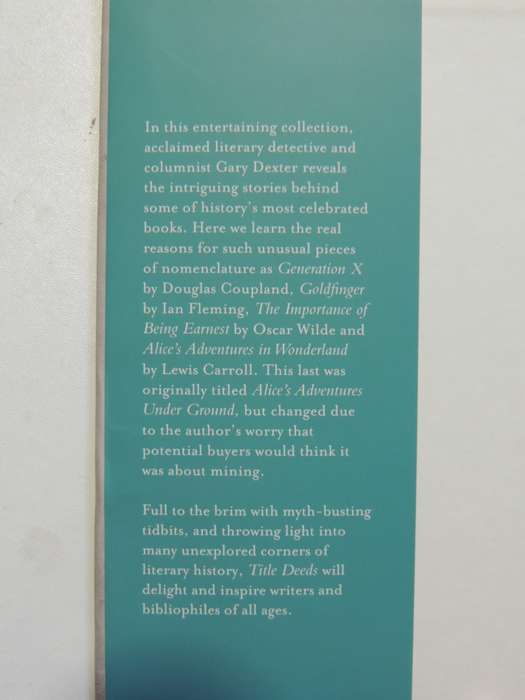 In this entertaining collection,
acclaimed literary detective and
columnist Gary Dexter reveals
the intriguing stories behind
some of history's most celebrated
books. Here we learn the real
reasons for such unusual pieces
of nomenclature as Generation X
by Douglas Coupland, Goldfinger
by Ian Fleming, The Importance of
Being Earnest by Oscar Wilde and
Alice's Adventures in Wonderland
by Lewis Carroll. This last was
originally titled Alice's Adventures
Under Ground, but changed due
to the author's worry that
potential buyers would think it
was about mining.
Full to the brim with myth-busting
tidbits, and throwing light into
many unexplored corners of
literary history, Title Deeds will
delight and inspire writers and
bibliophiles of all ages.